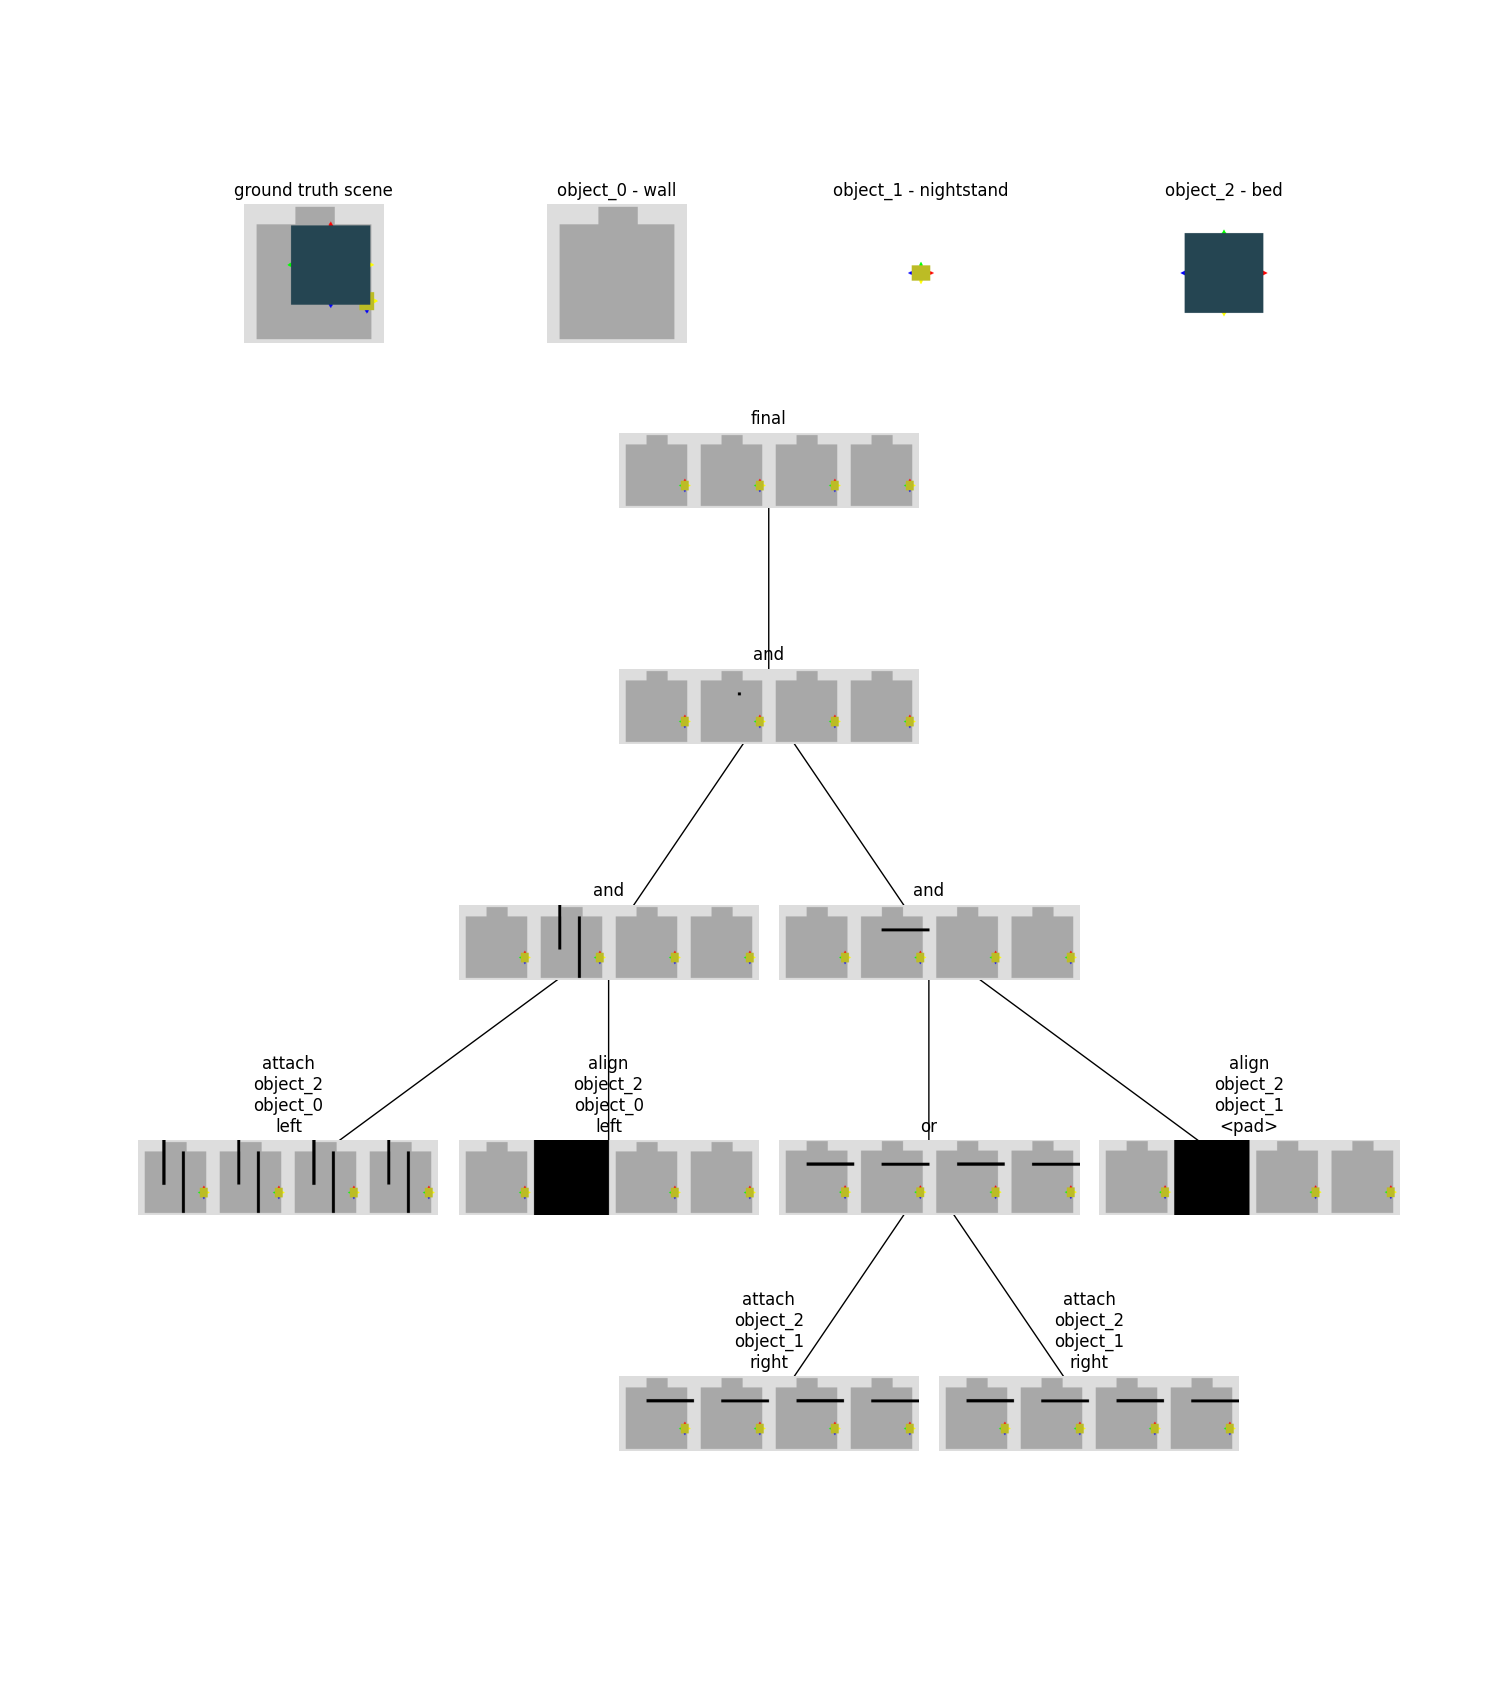 ground truth scene
object_0 - wall
object_1 - nightstand
object_2 - bed
final
and
and
and
attach
object_2
object_0
left
align
object_2
object_0
left
or
align
object_2
object_1
<pad>
attach
object_2
object_1
right
attach
object_2
object_1
right